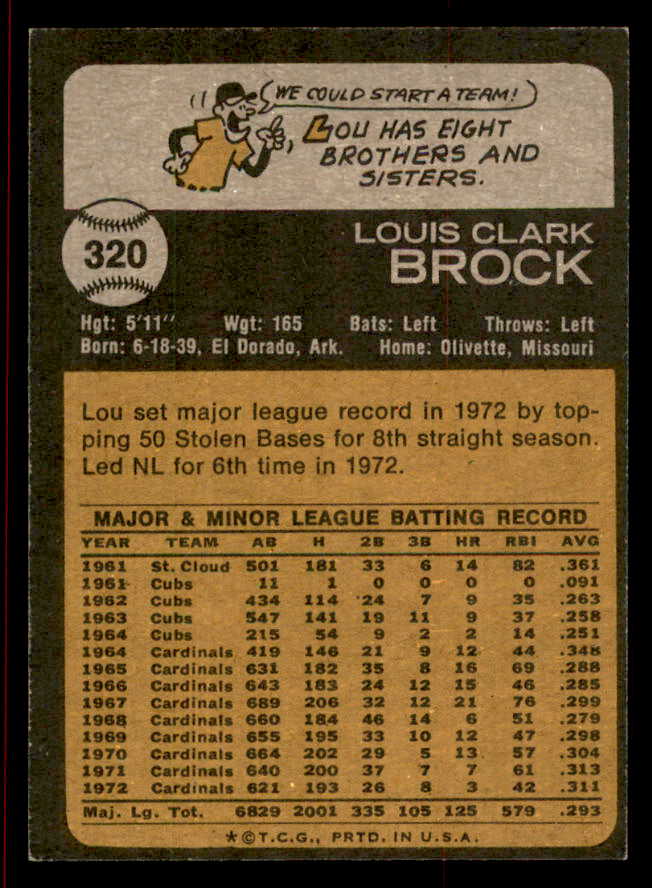 WE COULD START A TEAM!
LOU HAS EIGHT
BROTHERS AND
SISTERS.
320
LOUIS CLARK
BROCK
Hgt: 5'11" Wgt: 165 Bats: Left Throws: Left
Born: 6-18-39, El Dorado, Ark. Home: Olivette, Missouri
Lou set major league record in 1972 by top-
ping 50 Stolen Bases for 8th straight season.
Led NL for 6th time in 1972.
MAJOR & MINOR LEAGUE BATTING RECORD
YEAR TEAM AB H 2B 3B HR RBI AVG
1961 St. Cloud 501 181 33 6 14 82 .361
1961 Cubs 11 1 0 0 0 0 .091
1962 Cubs 434 114 24 7 9 35 .263
1963 Cubs 547 141 19 11 9 37 .258
1964 Cubs 215 54 9 2 2 14 .251
1964 Cardinals 419 146 21 9 12 44 .348
1965 Cardinals 631 182 35 8 16 69 .288
1966 Cardinals 643 183 24 12 15 46 .285
1967 Cardinals 689 206 32 12 21 76 .299
1968 Cardinals 660 184 46 14 6 51 .279
1969 Cardinals 655 195 33 10 12 47 .298
1970 Cardinals 664 202 29 5 13 57 .304
1971 Cardinals 640 200 37 7 7 61 .313
1972 Cardinals 621 193 26 8 3 42 .311
Maj. Lg. Tot. 6829 2001 335 105 125 579 .293
*©T.C.G., PRTD. IN U.S.A.